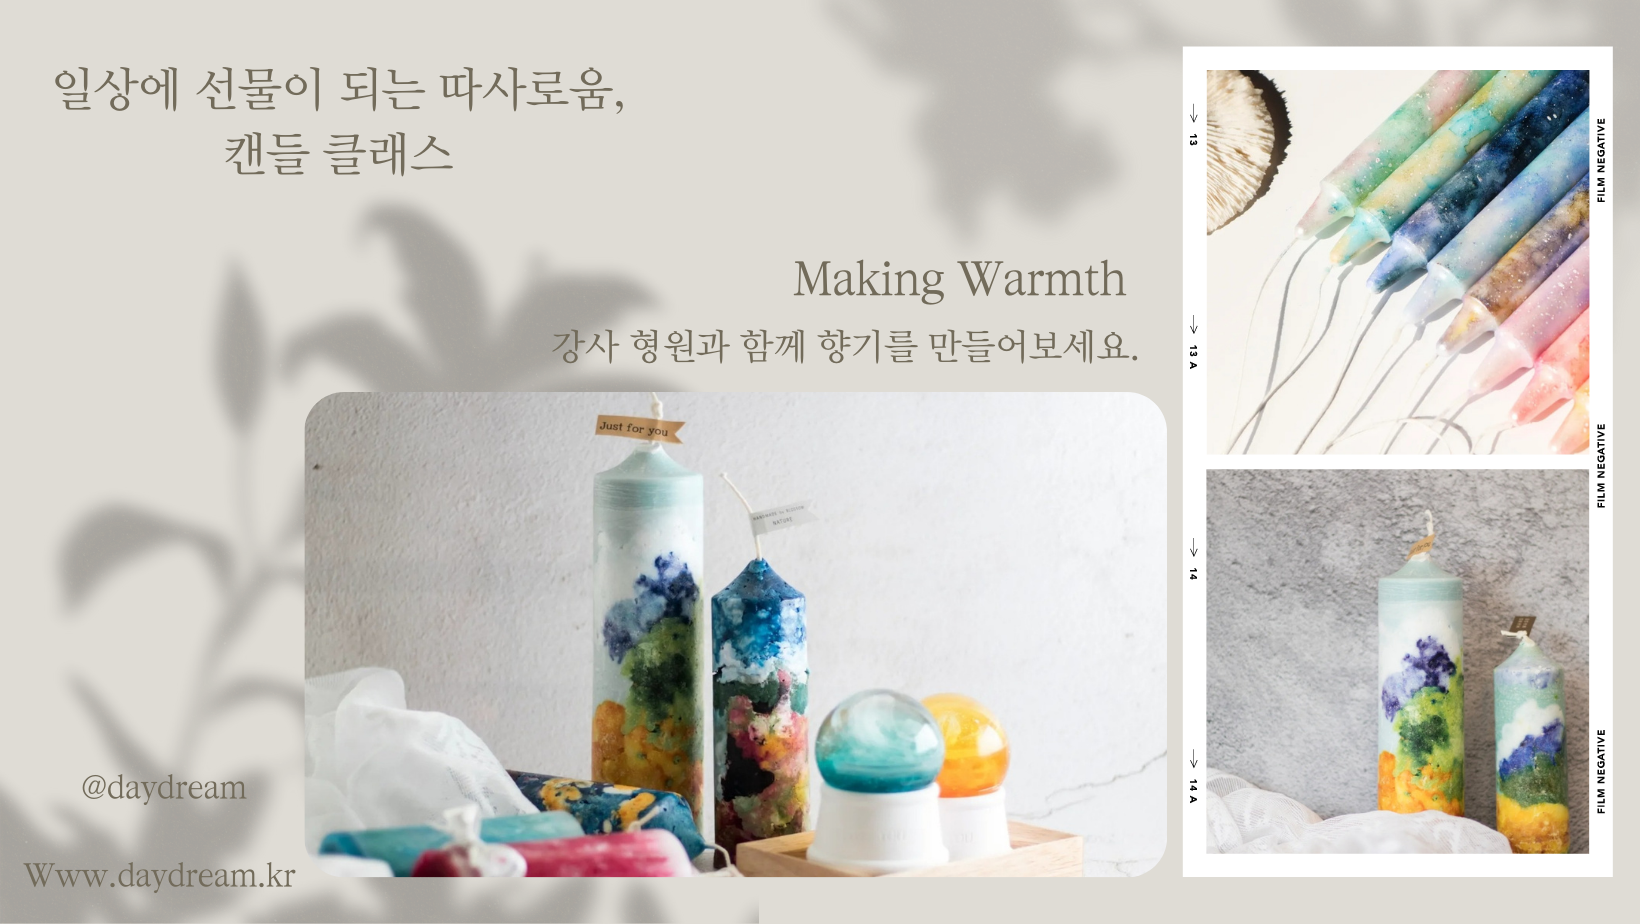 일상에 선물이 되는 따사로움,
캔들 클래스
Making Warmth
강사 형원과 함께 향기를 만들어보세요.
Just for you
NATURE
@daydream
Www.daydream.kr
13
13 A
14
14 A
FILM NEGATIVE
FILM NEGATIVE
FILM NEGATIVE